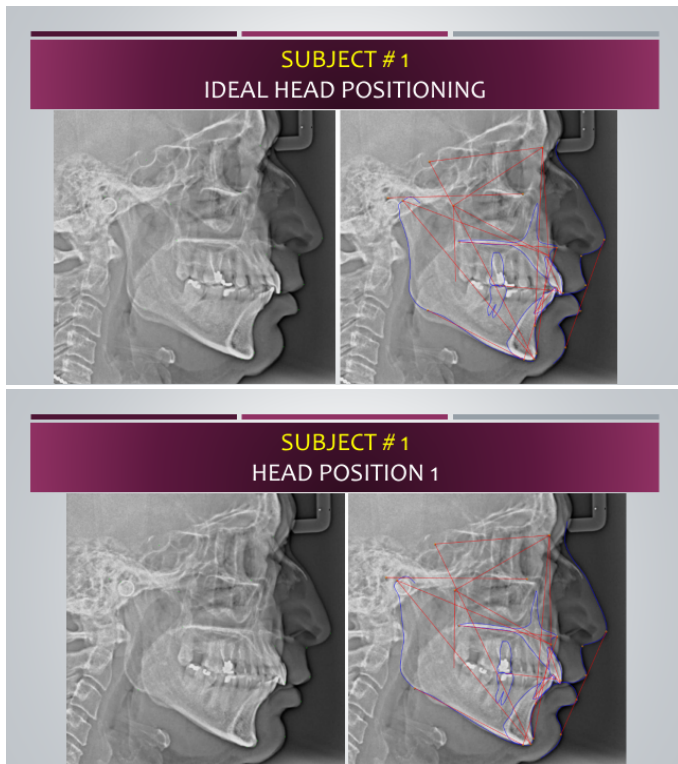 SUBJECT # 1
IDEAL HEAD POSITIONING
SUBJECT # 1
HEAD POSITION 1